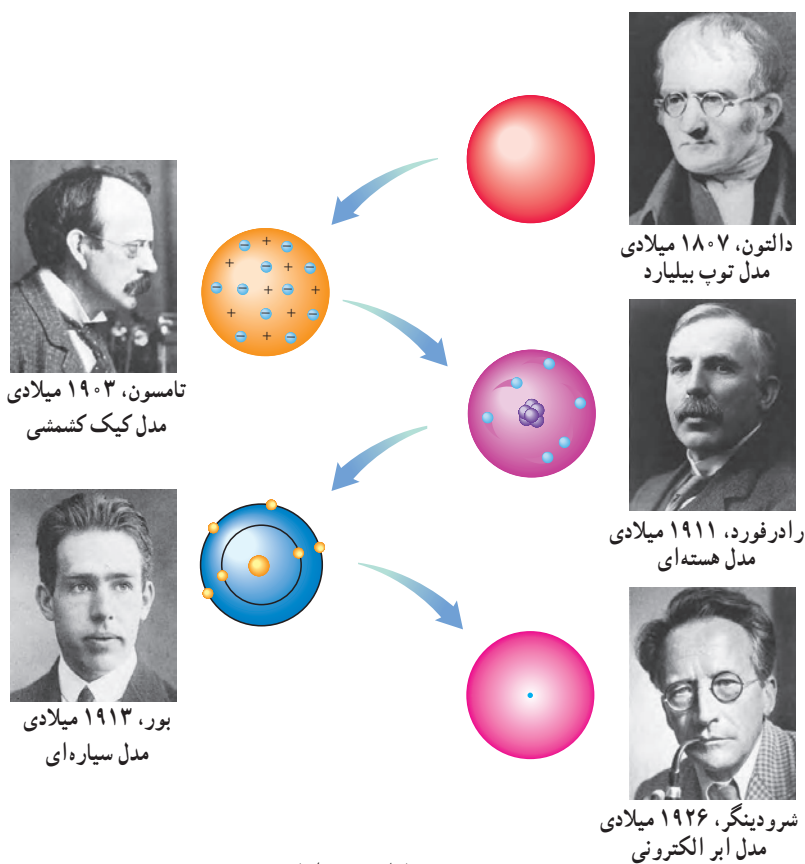 دالتون، ۱۸۰۷ میلادی
مدل توپ بیلیارد
تامسون، ۱۹۰۳ میلادی
مدل کیک کشمشی
رادرفورد، ۱۹۱۱ میلادی
مدل هسته‌ای
بور، ۱۹۱۳ میلادی
مدل سیاره‌ای
شرودینگر، ۱۹۲۶ میلادی
مدل ابر الکترونی